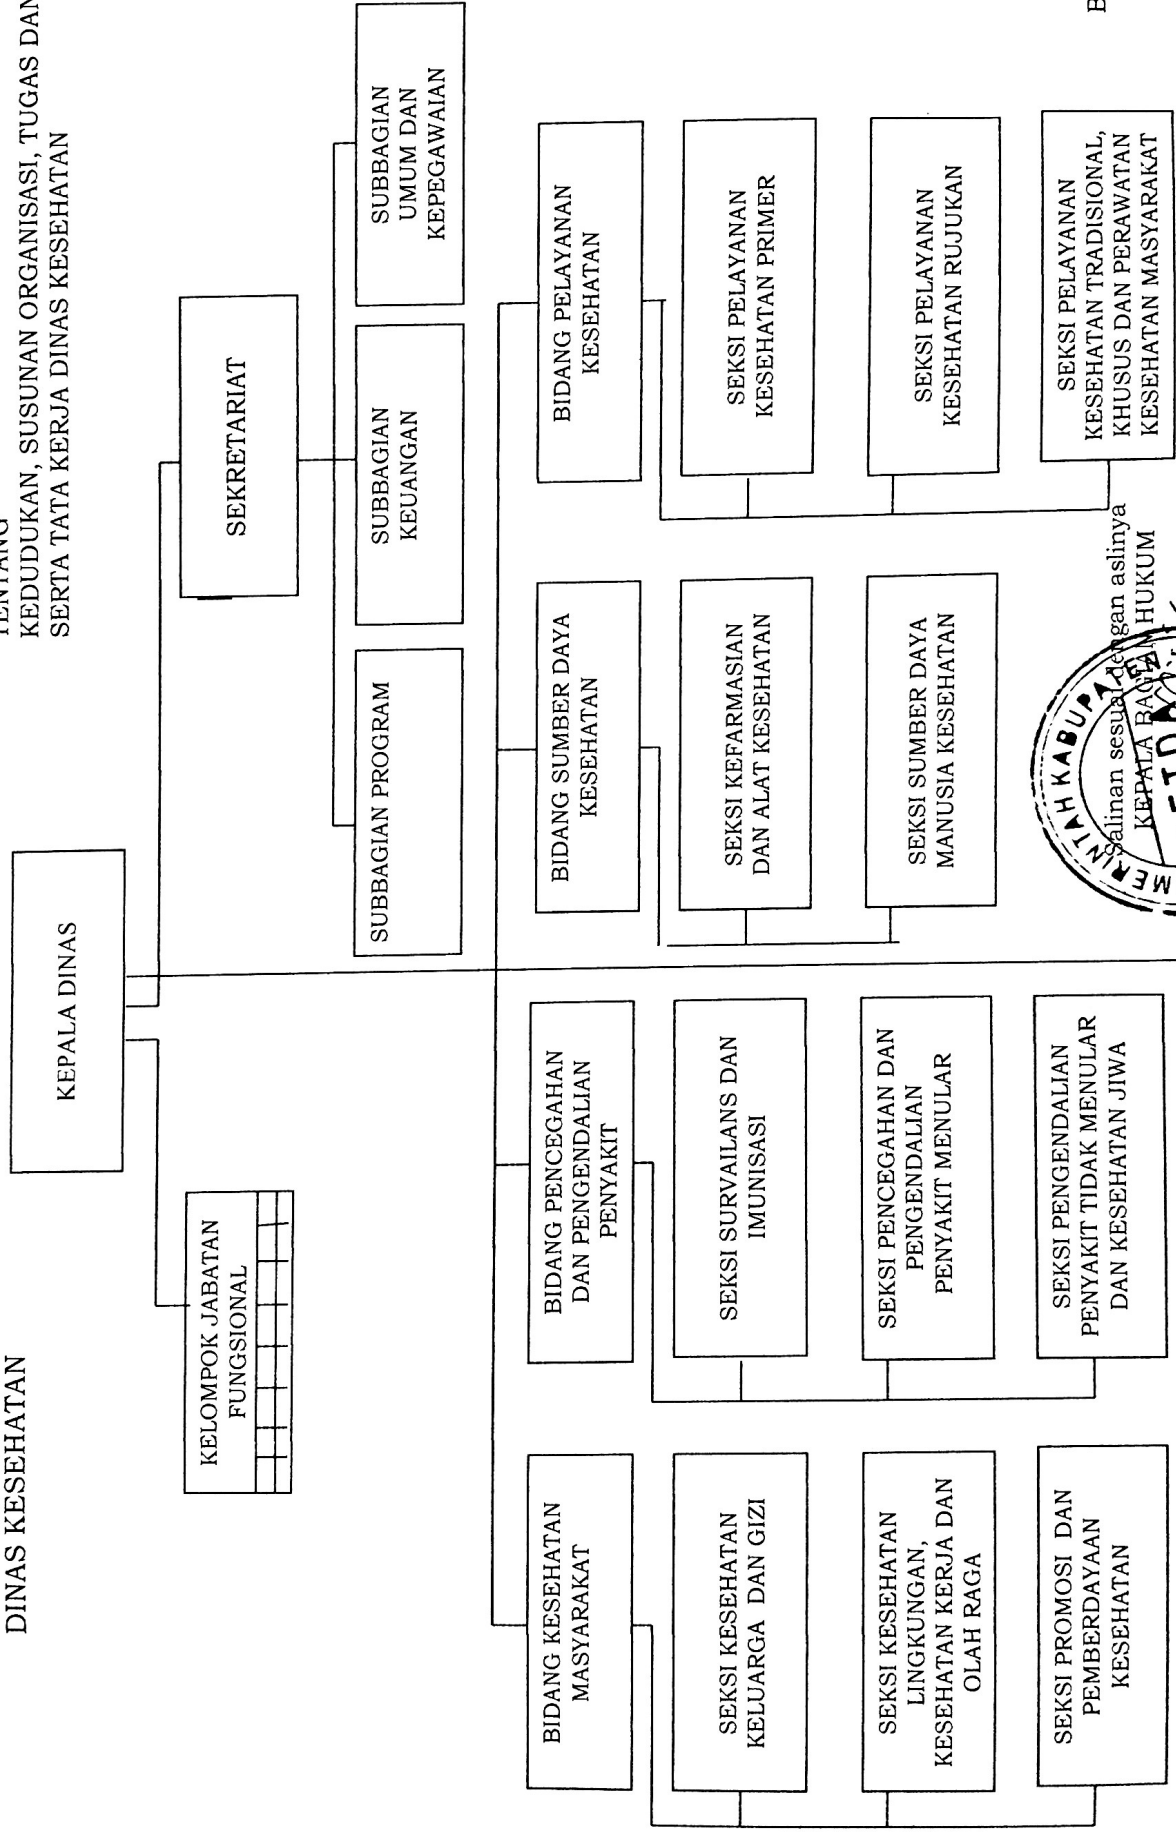 DINAS KESEHATAN
KEDUDUKAN, SUSUNAN ORGANISASI, TUGAS DAN
SERTA TATA KERJA DINAS KESEHATAN
KEPALA DINAS
KELOMPOK JABATAN
FUNGSIONAL
SEKRETARIAT
SUBBAGIAN PROGRAM
SUBBAGIAN
KEUANGAN
SUBBAGIAN
UMUM DAN
KEPEGAWAIAN
BIDANG KESEHATAN
MASYARAKAT
BIDANG PENCEGAHAN
DAN PENGENDALIAN
PENYAKIT
BIDANG SUMBER DAYA
KESEHATAN
BIDANG PELAYANAN
KESEHATAN
SEKSI KESEHATAN
KELUARGA DAN GIZI
SEKSI SURVAILANS DAN
IMUNISASI
SEKSI KEFARMASIAN
DAN ALAT KESEHATAN
SEKSI PELAYANAN
KESEHATAN PRIMER
SEKSI KESEHATAN
LINGKUNGAN,
KESEHATAN KERJA DAN
OLAH RAGA
SEKSI PENCEGAHAN DAN
PENGENDALIAN
PENYAKIT MENULAR
SEKSI SUMBER DAYA
MANUSIA KESEHATAN
SEKSI PELAYANAN
KESEHATAN RUJUKAN
SEKSI PROMOSI DAN
PEMBERDAYAAN
KESEHATAN
SEKSI PENGENDALIAN
PENYAKIT TIDAK MENULAR
DAN KESEHATAN JIWA
SEKSI PELAYANAN
KESEHATAN TRADISIONAL,
KHUSUS DAN PERAWATAN
KESEHATAN MASYARAKAT
Salinan sesuai dengan aslinya
KEPALA BAGIAN HUKUM